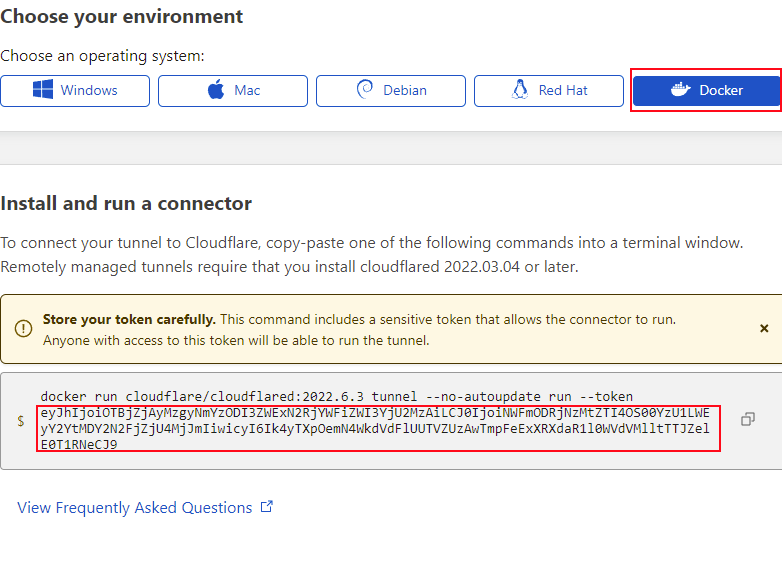 Choose your environment
Choose an operating system:
Windows
Mac
Debian
Red Hat
Docker
Install and run a connector
To connect your tunnel to Cloudflare, copy-paste one of the following commands into a terminal window.
Remotely managed tunnels require that you install cloudflared 2022.03.04 or later.
Store your token carefully. This command includes a sensitive token that allows the connector to run.
Anyone with access to this token will be able to run the tunnel.
$ docker run cloudflare/cloudflared:2022.6.3 tunnel --no-autoupdate run --token
eyJhIjoiOTBjZjAyMzgyNmYzODI3ZWExN2RjYWFiZWI3YjU2MzAiLCJ0IjoiNWFmODRjNzMtZTI4OS00YzU1LWE
yY2YtMDY2N2FjZjU4MjJmIiwicyI6Ik4yTXpOemN4WkdVdFlUUTVZUzAwTmpFeExXRXdaR1l0WVdVMlltTTJZel
E0T1RNeCJ9
View Frequently Asked Questions